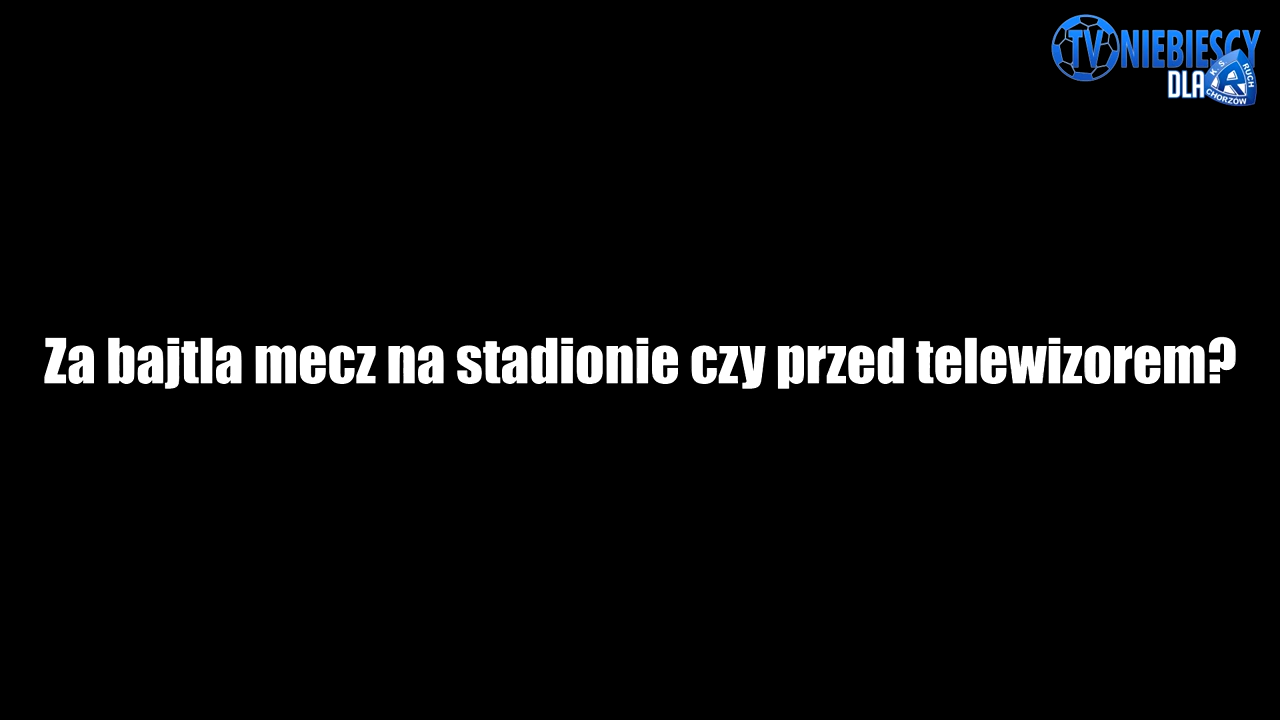 TV NIEBIESCY
DLA
K S RUCH
CHORZÓW
Za bajtla mecz na stadionie czy przed telewizorem?